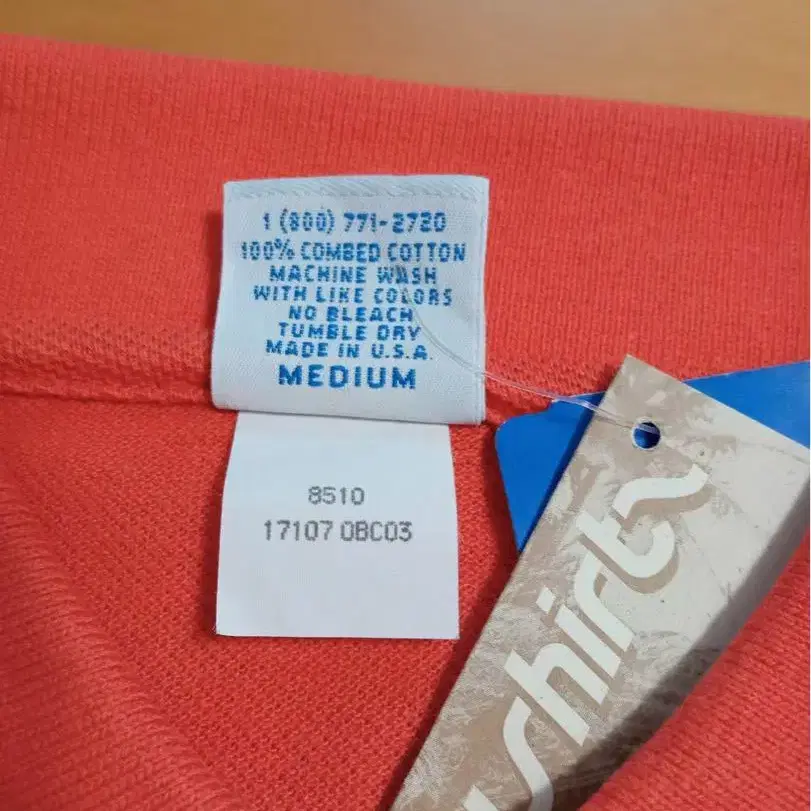 1 (800) 771-2720
100% COMBED COTTON
MACHINE WASH
WITH LIKE COLORS
NO BLEACH
TUMBLE DRY
MADE IN U.S.A.
MEDIUM
8510
17107 0BC03
shirtz